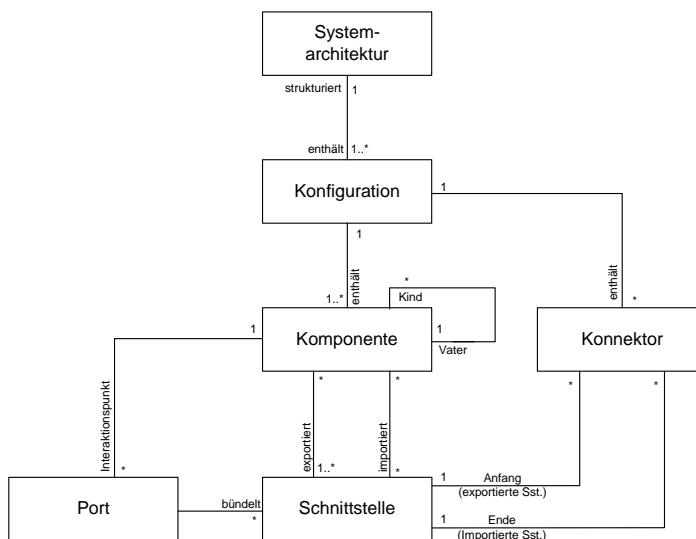 System-
architektur
strukturiert
1
enthält
1..*
Konfiguration
1
1
enthält
enthält
*
1..*
Kind
*
Komponente
1
1
Vater
Konnektor
*
*
*
*
Interaktionspunkt
exportiert
importiert
*
1..*
*
Port
bündelt
*
Schnittstelle
1
Anfang
(exportierte Sst.)
1
Ende
(Importierte Sst.)